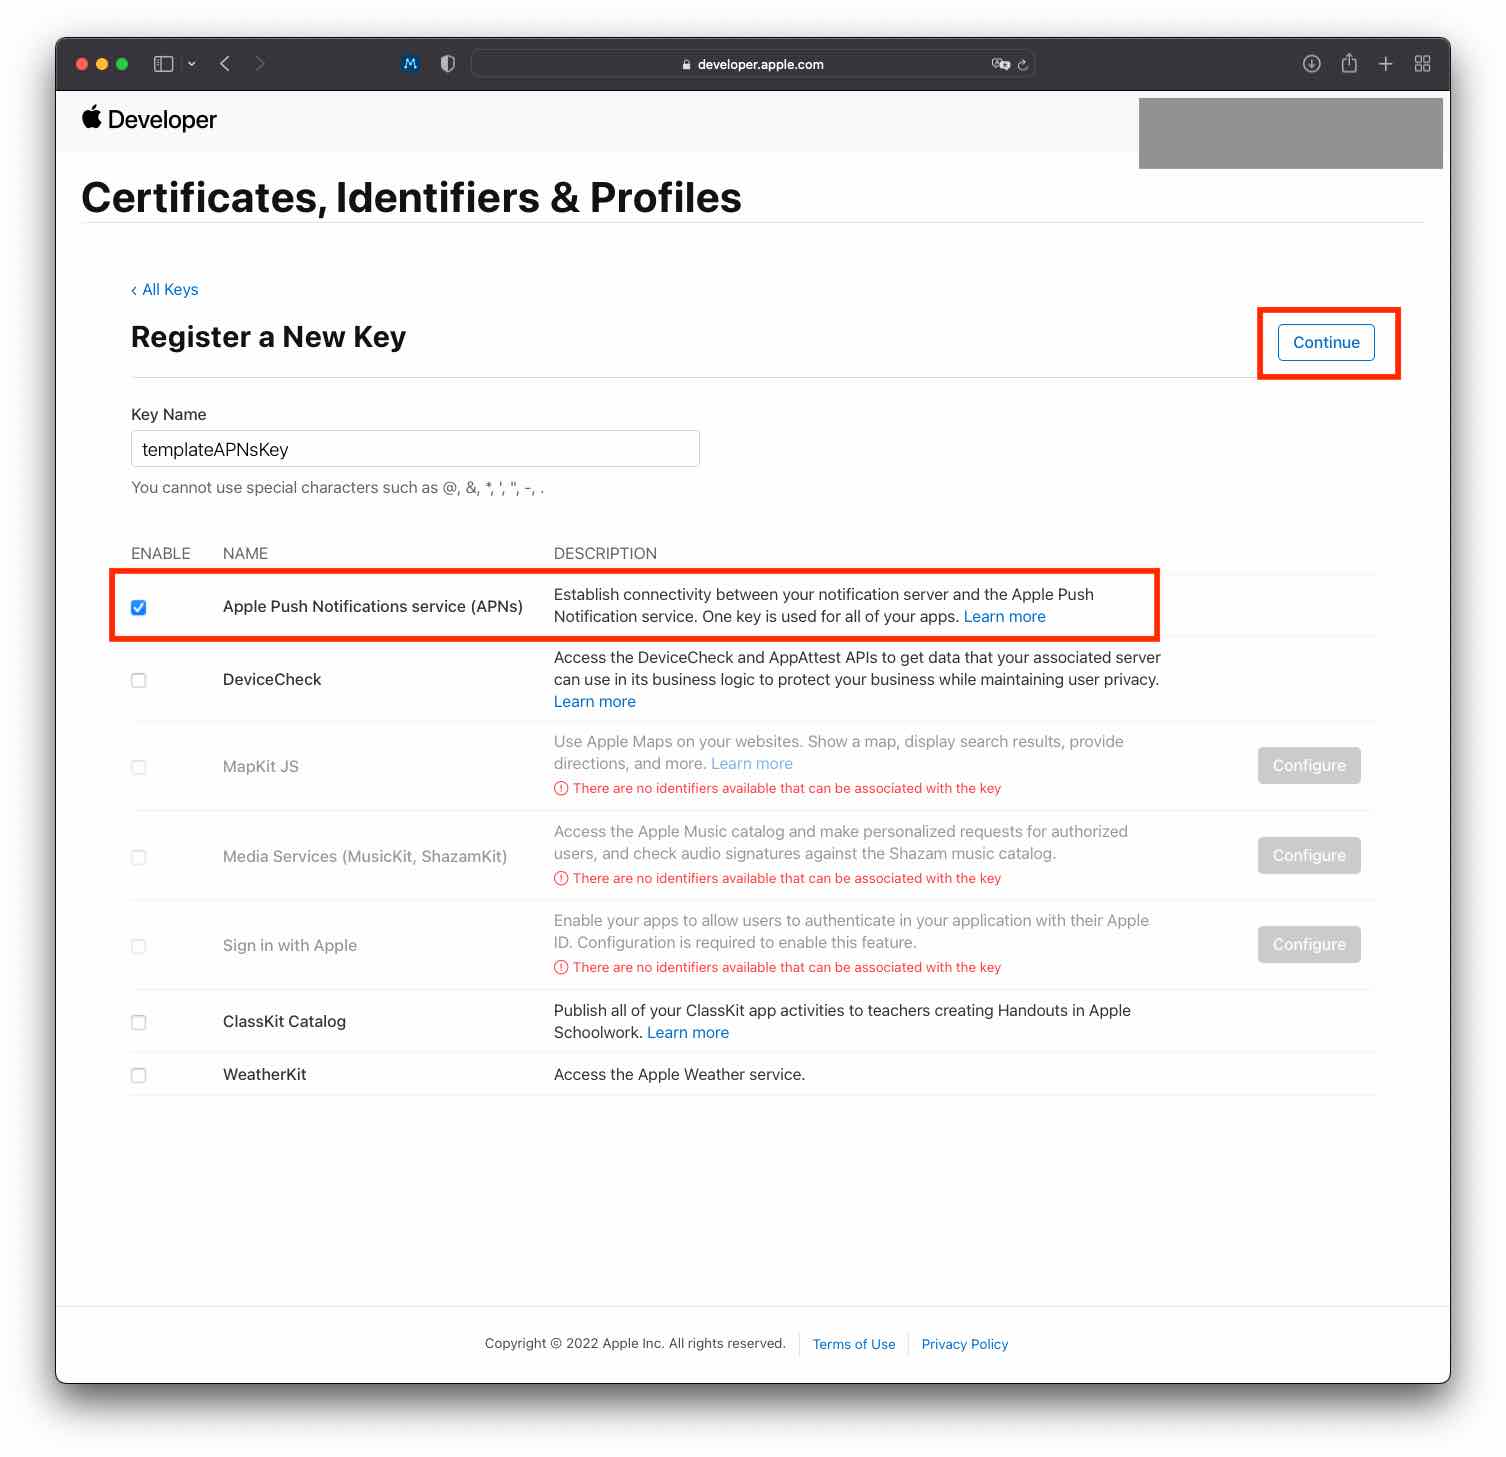 developer.apple.com
Developer
Certificates, Identifiers & Profiles
‹ All Keys
Register a New Key
Continue
Key Name
templateAPNsKey
You cannot use special characters such as @, &, *, ', ", -, .
ENABLE NAME DESCRIPTION
Apple Push Notifications service (APNs)
Establish connectivity between your notification server and the Apple Push
Notification service. One key is used for all of your apps. Learn more
DeviceCheck
Access the DeviceCheck and AppAttest APIs to get data that your associated server
can use in its business logic to protect your business while maintaining user privacy.
Learn more
MapKit JS
Use Apple Maps on your websites. Show a map, display search results, provide
directions, and more. Learn more
There are no identifiers available that can be associated with the key
Configure
Media Services (MusicKit, ShazamKit)
Access the Apple Music catalog and make personalized requests for authorized
users, and check audio signatures against the Shazam music catalog.
There are no identifiers available that can be associated with the key
Configure
Sign in with Apple
Enable your apps to allow users to authenticate in your application with their Apple
ID. Configuration is required to enable this feature.
There are no identifiers available that can be associated with the key
Configure
ClassKit Catalog
Publish all of your ClassKit app activities to teachers creating Handouts in Apple
Schoolwork. Learn more
WeatherKit
Access the Apple Weather service.
Copyright © 2022 Apple Inc. All rights reserved. Terms of Use Privacy Policy